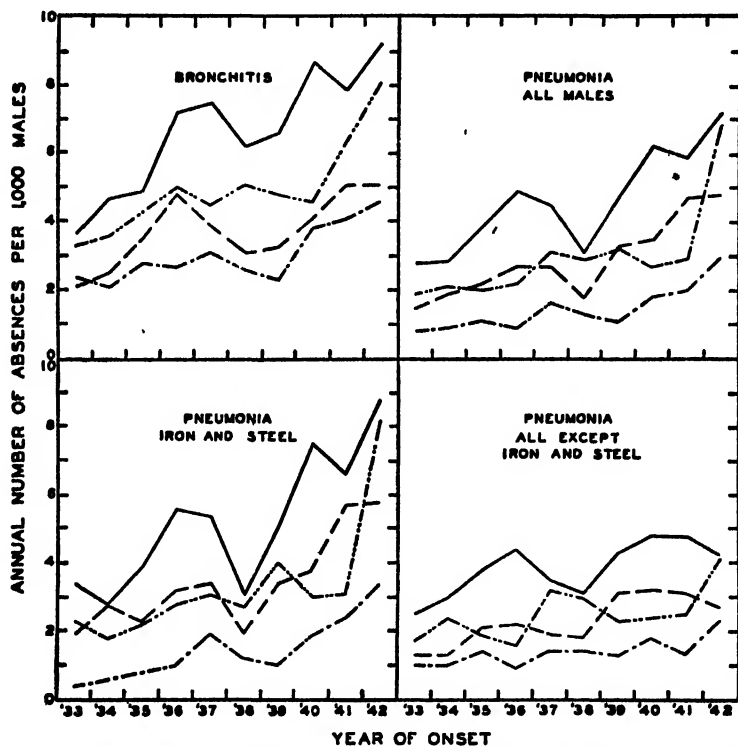 ANNUAL NUMBER OF ABSENCES PER 1,000 MALES
10
8
6
4
2
0
BRONCHITIS
PNEUMONIA
ALL MALES
10
8
6
4
2
0
PNEUMONIA
IRON AND STEEL
PNEUMONIA
ALL EXCEPT
IRON AND STEEL
'33 '34 '35 '36 '37 '38 '39 '40 '41 '42 '33 '34 '35 '36 '37 '38 '39 '40 '41 '42
YEAR OF ONSET